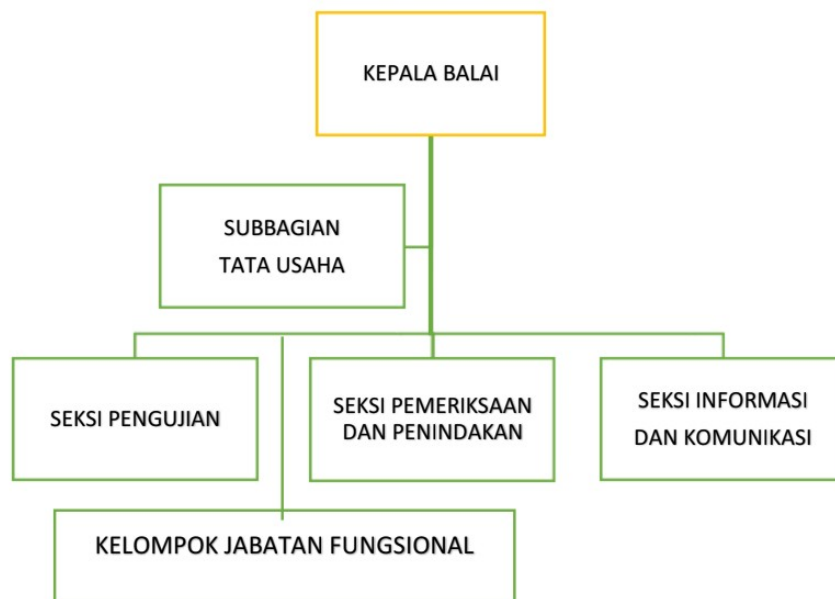 KEPALA BALAI
SUBBAGIAN
TATA USAHA
SEKSI PENGUJIAN
SEKSI PEMERIKSAAN
DAN PENINDAKAN
SEKSI INFORMASI
DAN KOMUNIKASI
KELOMPOK JABATAN FUNGSIONAL